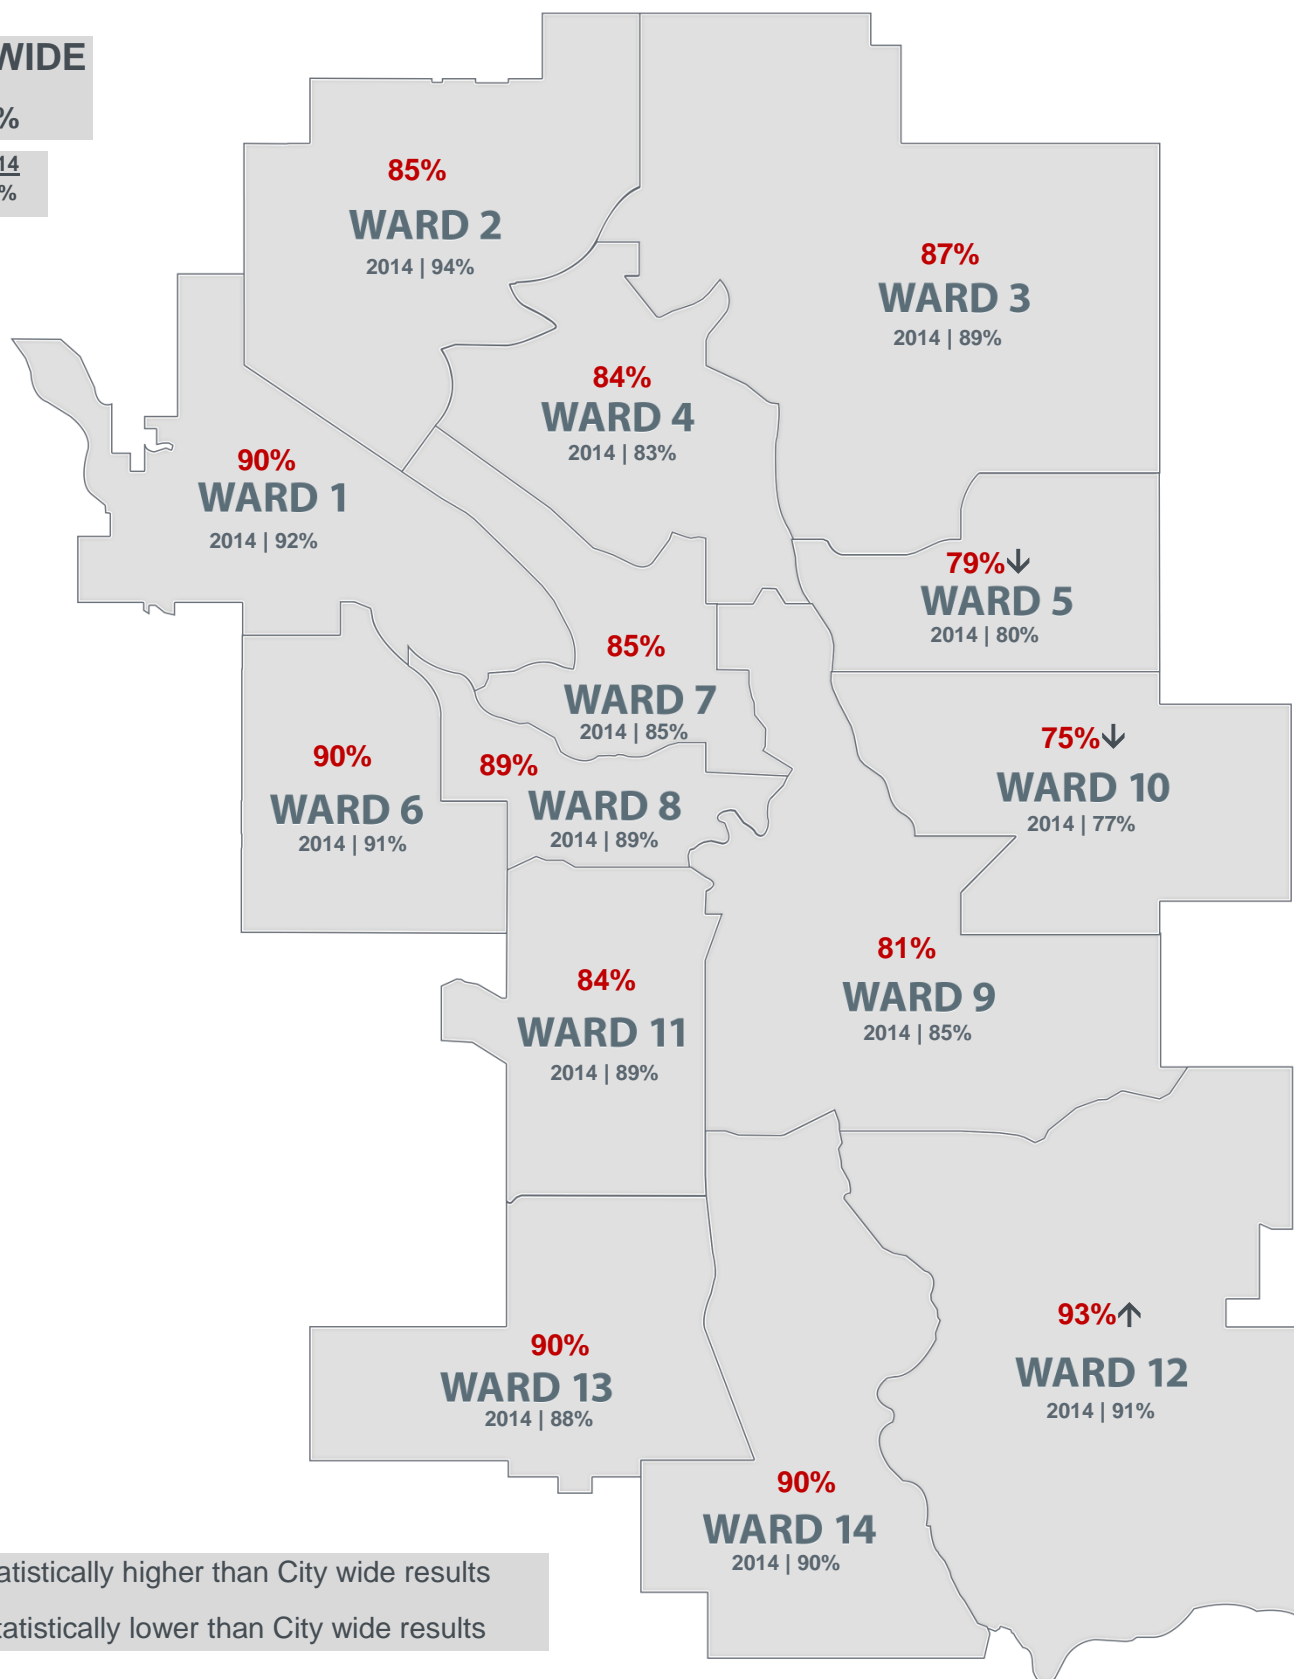 WIDE
%
14
%
85%
WARD 2
2014 | 94%
87%
WARD 3
2014 | 89%
84%
WARD 4
2014 | 83%
90%
WARD 1
2014 | 92%
79%↓
WARD 5
2014 | 80%
85%
WARD 7
2014 | 85%
75%↓
WARD 10
2014 | 77%
90%
WARD 6
2014 | 91%
89%
WARD 8
2014 | 89%
81%
WARD 9
2014 | 85%
84%
WARD 11
2014 | 89%
93%↑
WARD 12
2014 | 91%
90%
WARD 13
2014 | 88%
90%
WARD 14
2014 | 90%
atistically higher than City wide results
tatistically lower than City wide results